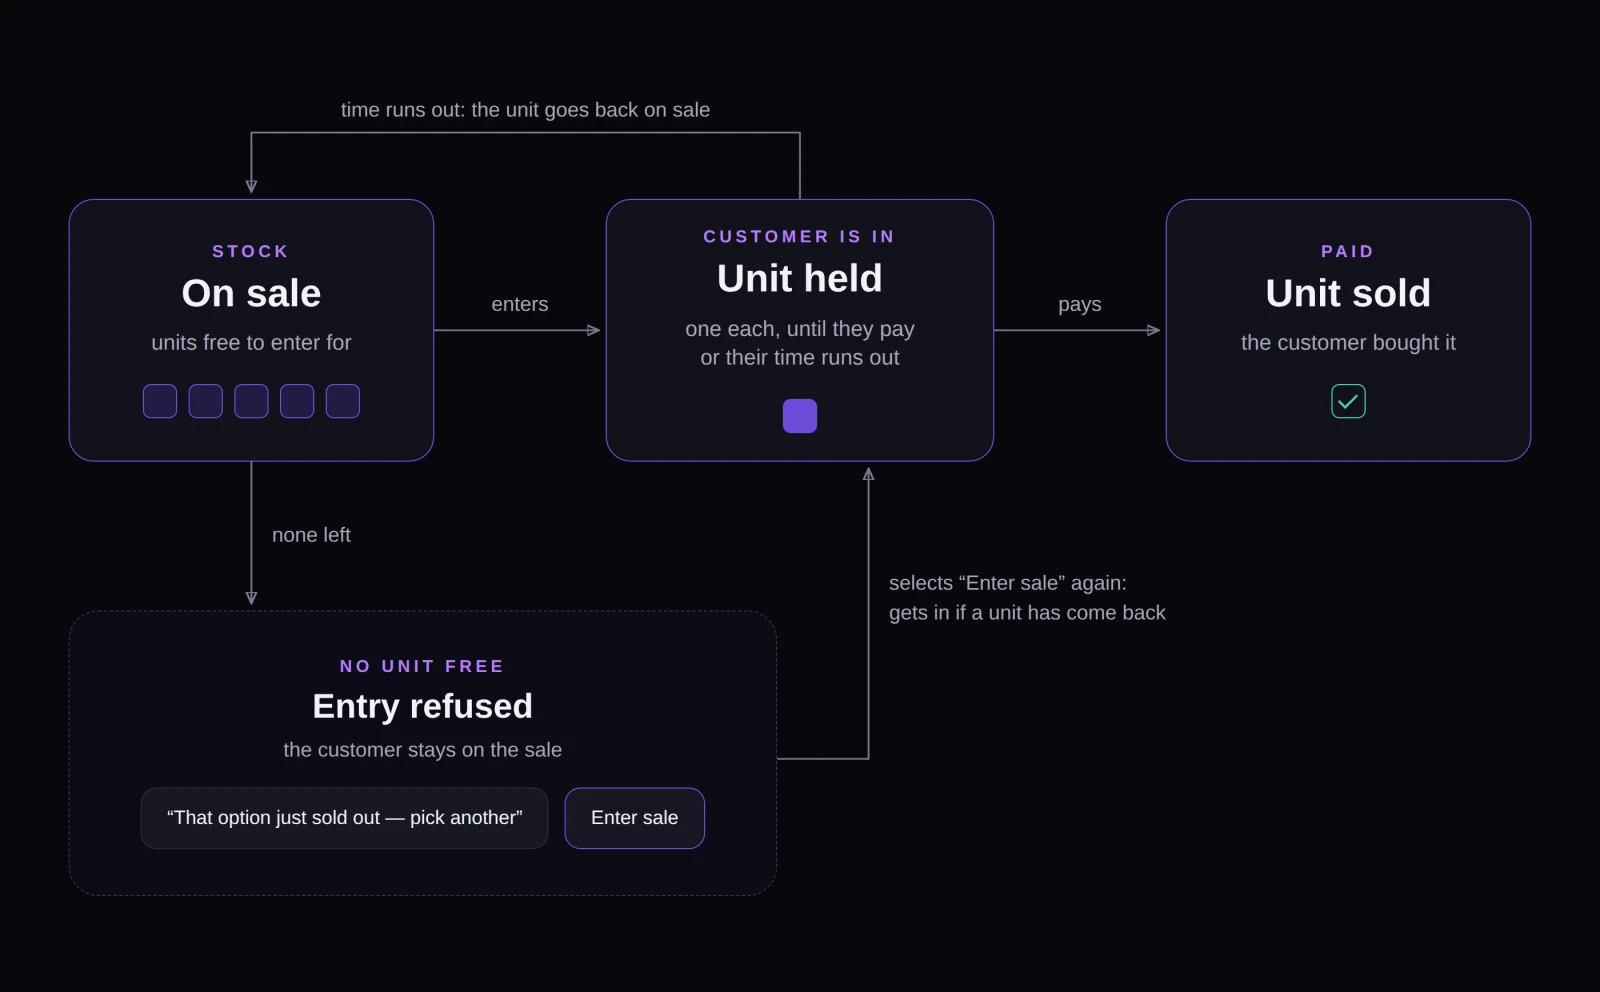 time runs out: the unit goes back on sale
STOCK
On sale
units free to enter for
enters
CUSTOMER IS IN
Unit held
one each, until they pay
or their time runs out
pays
PAID
Unit sold
the customer bought it
none left
selects “Enter sale” again:
gets in if a unit has come back
NO UNIT FREE
Entry refused
the customer stays on the sale
“That option just sold out — pick another”
Enter sale